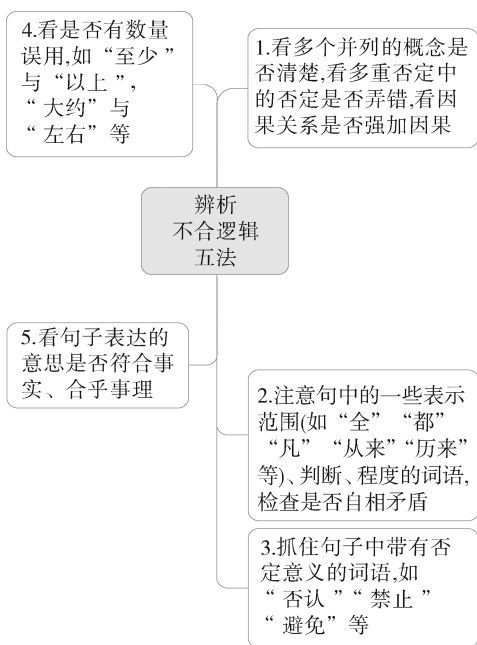 4.看是否有数量
误用,如“至少”
与“以上”,
“大约”与
“左右”等
1.看多个并列的概念是
否清楚,看多重否定中
的否定是否弄错,看因
果关系是否强加因果
辨析
不合逻辑
五法
5.看句子表达的
意思是否符合事
实、合乎事理
2.注意句中的一些表示
范围(如“全”“都”
“凡”“从来”“历来”
等)、判断、程度的词语,
检查是否自相矛盾
3.抓住句子中带有否
定意义的词语,如
“否认”“禁止”
“避免”等